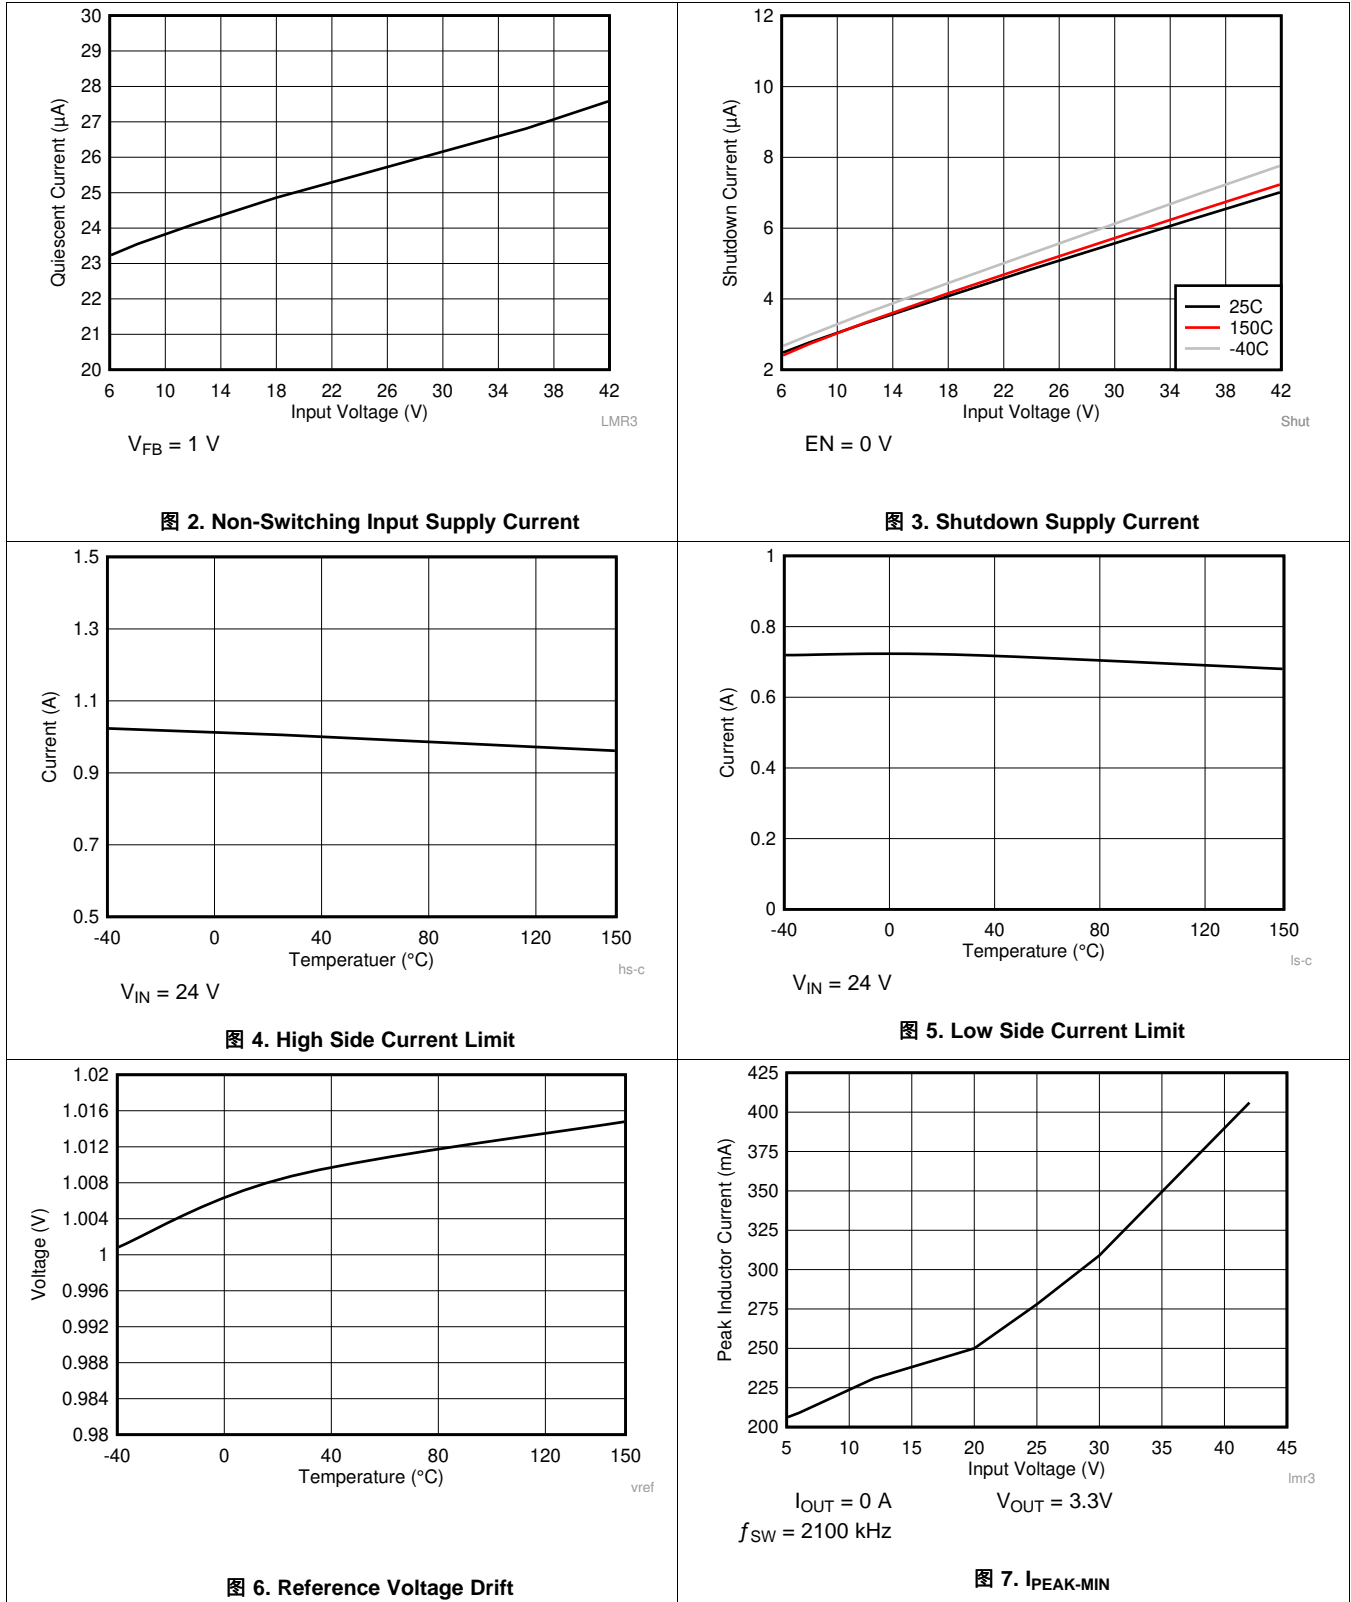 30
29
28
27
26
25
24
23
22
21
20
Quiescent Current (µA)
6 10 14 18 22 26 30 34 38 42
Input Voltage (V)
LMR3
VFB = 1 V
图 2. Non-Switching Input Supply Current
12
10
8
6
4
2
Shutdown Current (µA)
25C
150C
-40C
6 10 14 18 22 26 30 34 38 42
Input Voltage (V)
Shut
EN = 0 V
图 3. Shutdown Supply Current
1.5
1.3
1.1
0.9
0.7
0.5
Current (A)
-40 0 40 80 120 150
Temperatuer (°C)
hs-c
VIN = 24 V
图 4. High Side Current Limit
1
0.8
0.6
0.4
0.2
0
Current (A)
-40 0 40 80 120 150
Temperature (°C)
ls-c
VIN = 24 V
图 5. Low Side Current Limit
1.02
1.016
1.012
1.008
1.004
1
0.996
0.992
0.988
0.984
0.98
Voltage (V)
-40 0 40 80 120 150
Temperature (°C)
vref
图 6. Reference Voltage Drift
425
400
375
350
325
300
275
250
225
200
Peak Inductor Current (mA)
5 10 15 20 25 30 35 40 45
Input Voltage (V)
lmr3
IOUT = 0 A VOUT = 3.3V
ƒSW = 2100 kHz
图 7. IPEAK-MIN